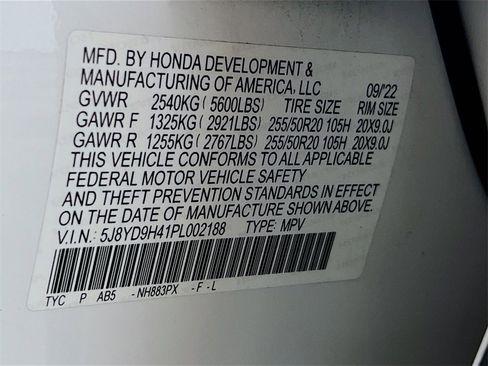 MFD. BY HONDA DEVELOPMENT &
MANUFACTURING OF AMERICA, LLC 09/'22
GVWR 2540KG(5600LBS) TIRE SIZE RIM SIZE
GAWR F 1325KG(2921LBS) 255/50R20 105H 20X9.0J
GAWR R 1255KG(2767LBS) 255/50R20 105H 20X9.0J
THIS VEHICLE CONFORMS TO ALL APPLICABLE
FEDERAL MOTOR VEHICLE SAFETY
AND THEFT PREVENTION STANDARDS IN EFFECT
ON THE DATE OF MANUFACTURE SHOWN ABOVE.
V.I.N.: 5J8YD9H41PL002188 TYPE: MPV
TYC P AB5 -NH883PX -F-L